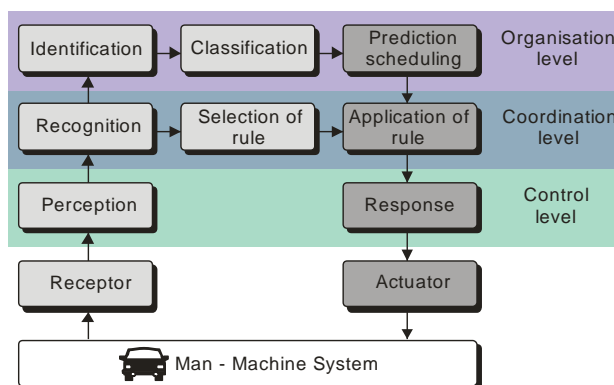 Identification
Classification
Prediction
scheduling
Organisation
level
Recognition
Selection of
rule
Application of
rule
Coordination
level
Perception
Response
Control
level
Receptor
Actuator
Man - Machine System